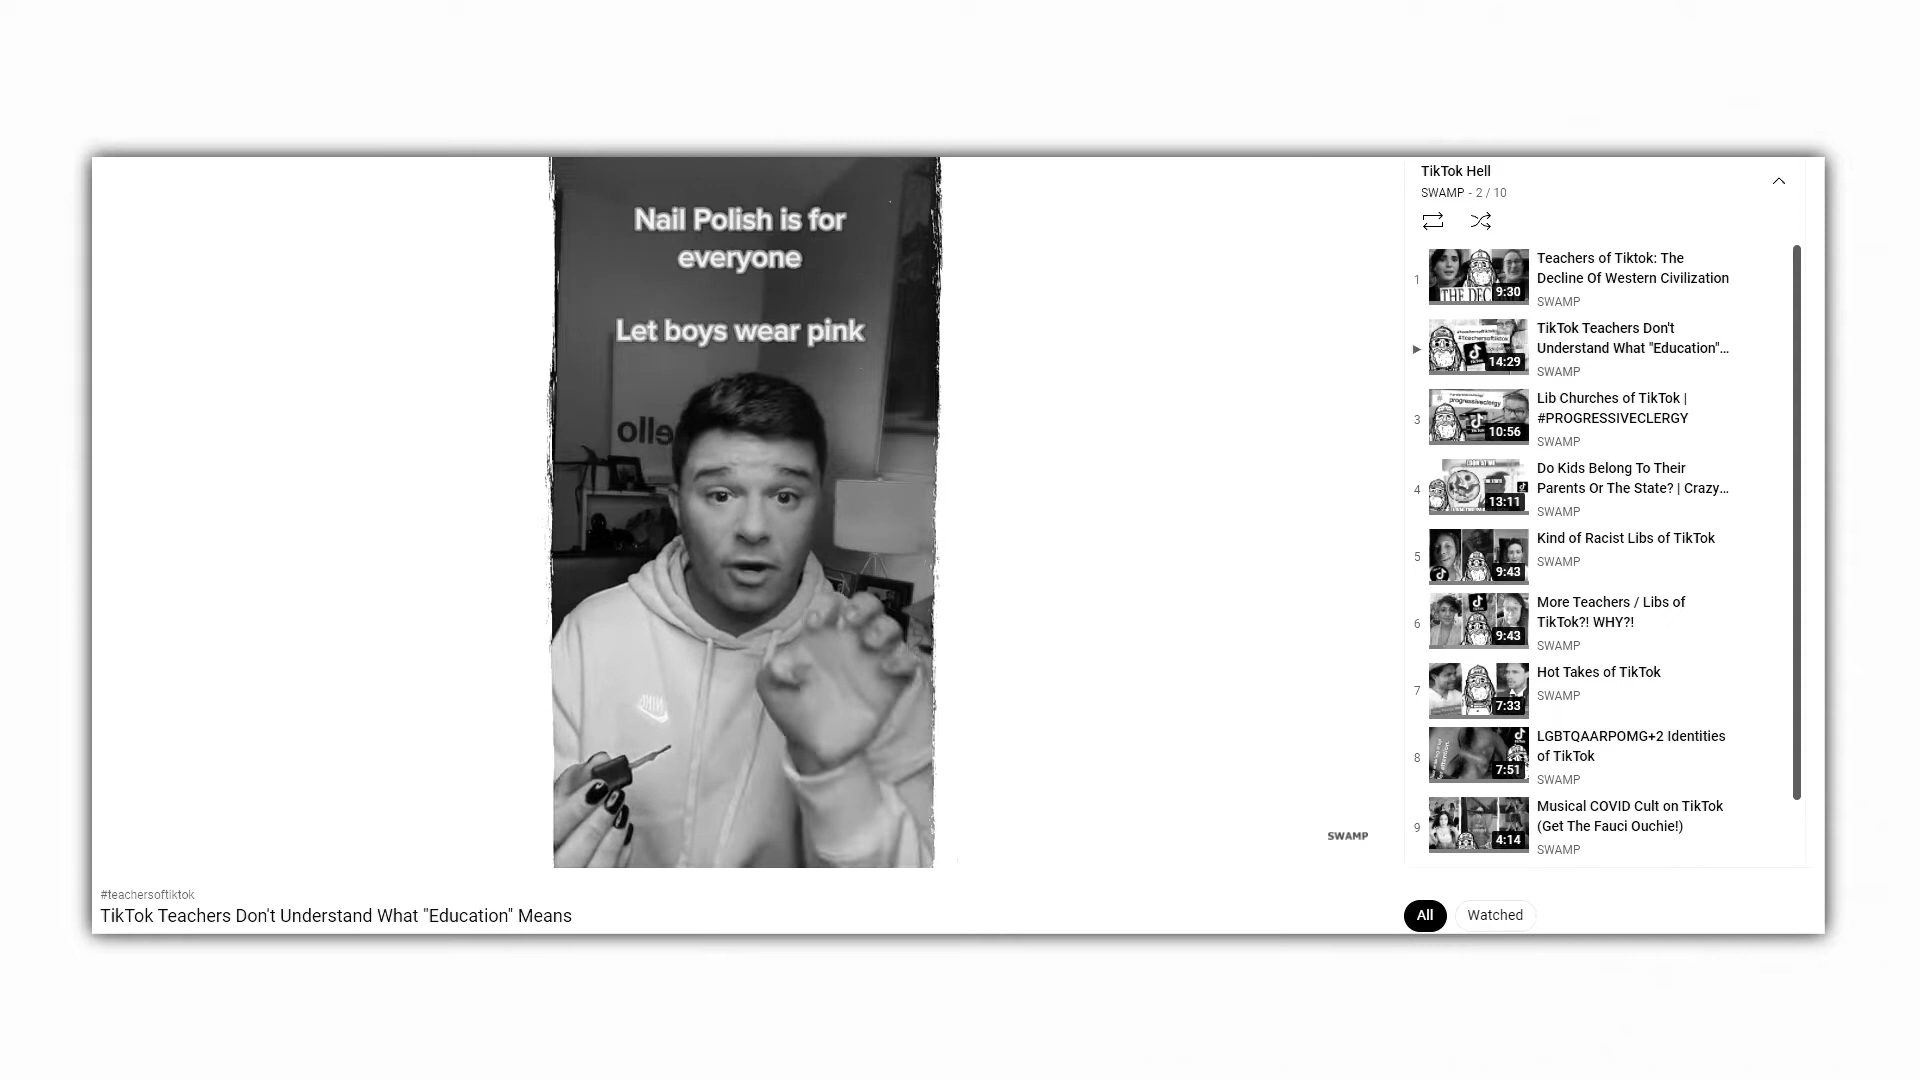 Nail Polish is for
everyone
Let boys wear pink
SWAMP
#teachersoftiktok
TikTok Teachers Don't Understand What "Education" Means
TikTok Hell
SWAMP - 2 / 10
1
9:30
Teachers of Tiktok: The
Decline Of Western Civilization
SWAMP
14:29
TikTok Teachers Don't
Understand What "Education"...
SWAMP
3
progressiveclergy
10:56
Lib Churches of TikTok |
#PROGRESSIVECLERGY
SWAMP
4
13:11
Do Kids Belong To Their
Parents Or The State? | Crazy...
SWAMP
5
9:43
Kind of Racist Libs of TikTok
SWAMP
6
9:43
More Teachers / Libs of
TikTok?! WHY?!
SWAMP
7
7:33
Hot Takes of TikTok
SWAMP
8
7:51
LGBTQAARPOMG+2 Identities
of TikTok
SWAMP
9
4:14
Musical COVID Cult on TikTok
(Get The Fauci Ouchie!)
SWAMP
All
Watched